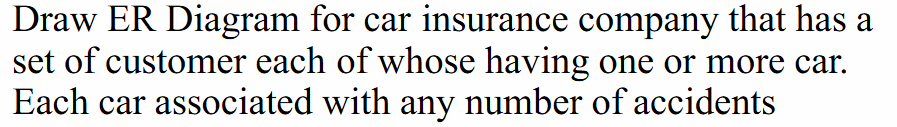 Draw ER Diagram for car insurance company that has a
set of customer each of whose having one or more car.
Each car associated with any number of accidents